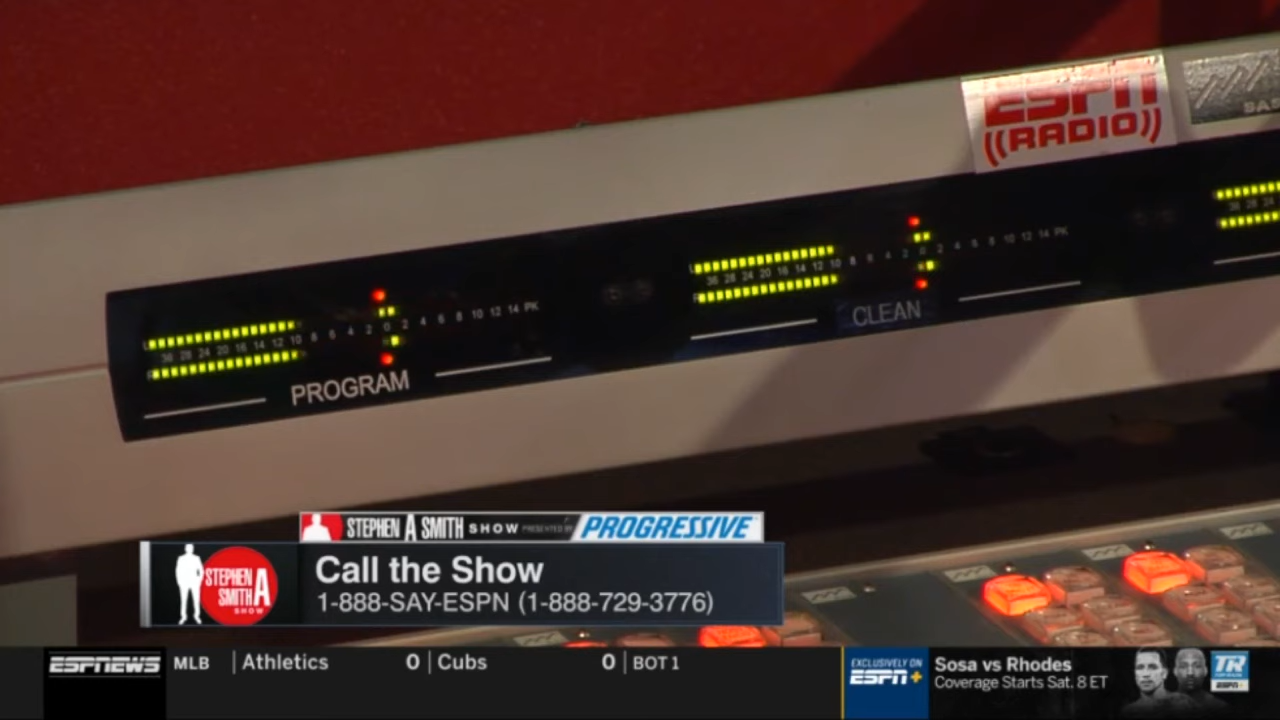 ESPN
((RADIO))
36 28 24 20 16 14 12 10 8 6 4 2 0 2 4 6 8 10 12 14 PK
CLEAN
36 28 24 20 16 14 12 10 8 6 4 2 0 2 4 6 8 10 12 14 PK
PROGRAM
STEPHEN A SMITH SHOW PRESENTED BY PROGRESSIVE
STEPHEN A
SMITH
SHOW
Call the Show
1-888-SAY-ESPN (1-888-729-3776)
ESPNEWS MLB Athletics 0 Cubs 0 BOT 1
EXCLUSIVELY ON
ESPN+
Sosa vs Rhodes
Coverage Starts Sat. 8 ET
TR
ESPN+